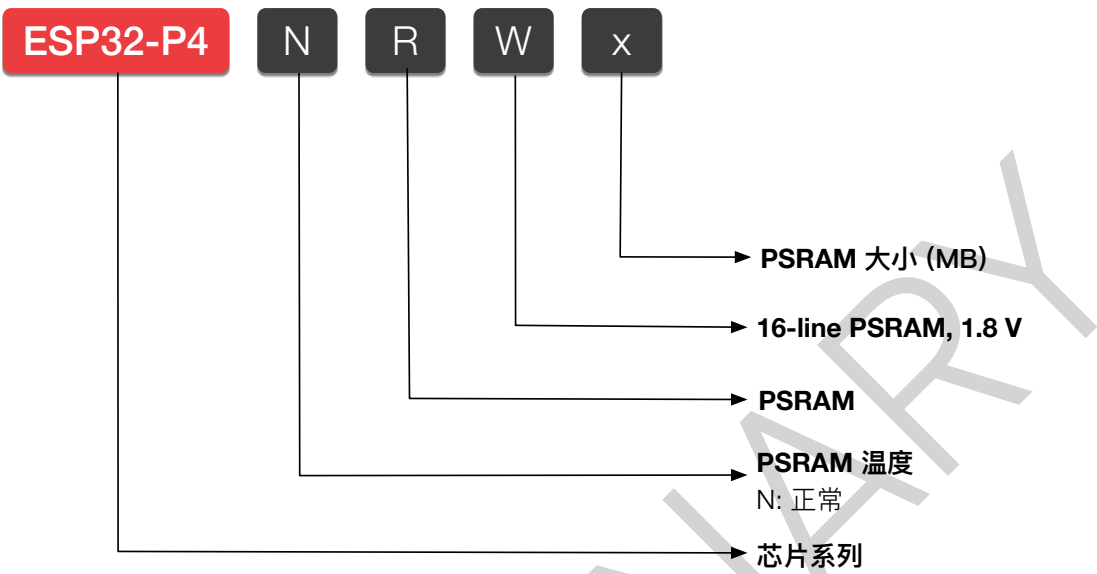 ESP32-P4 N R W x
PSRAM 大小 (MB)
16-line PSRAM, 1.8 V
PSRAM
PSRAM 温度
N: 正常
芯片系列
NARY